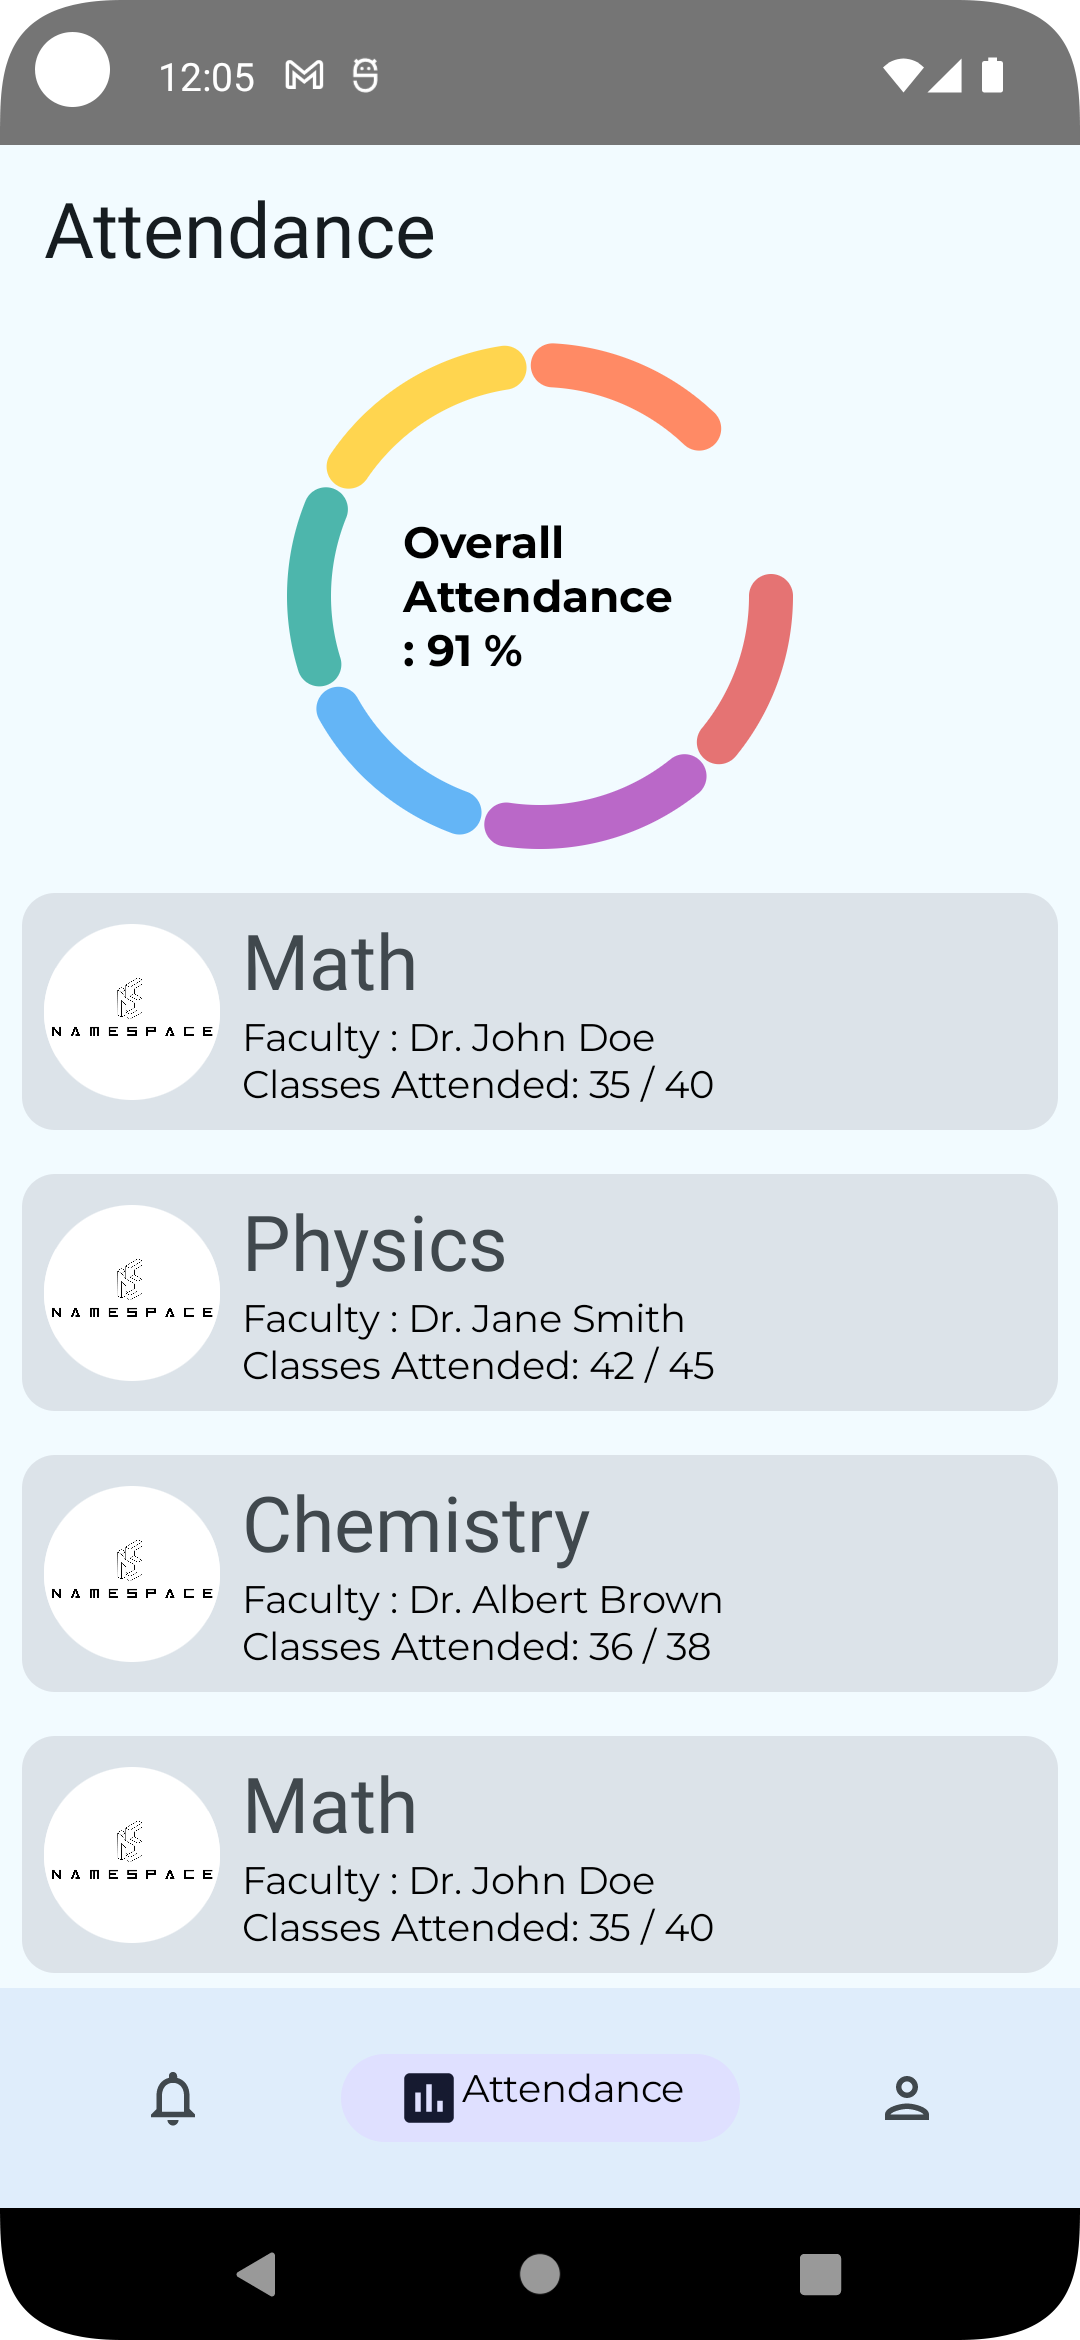 12:05
Attendance
Overall
Attendance
: 91 %
Math
NAMESPACE
Faculty : Dr. John Doe
Classes Attended: 35 / 40
Physics
NAMESPACE
Faculty : Dr. Jane Smith
Classes Attended: 42 / 45
Chemistry
NAMESPACE
Faculty : Dr. Albert Brown
Classes Attended: 36 / 38
Math
NAMESPACE
Faculty : Dr. John Doe
Classes Attended: 35 / 40
Attendance